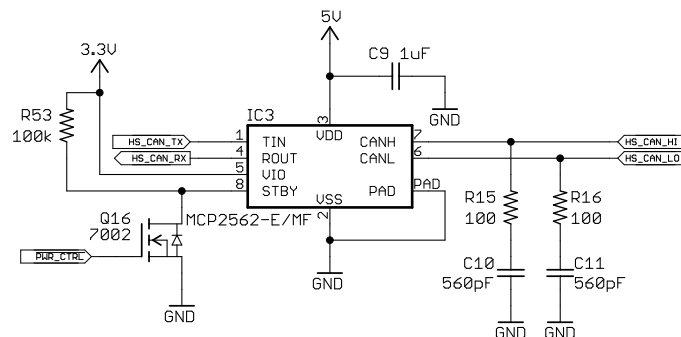 5V
C9 1uF
3.3V
GND
R53
100k
IC3
3
VDD
HS_CAN_TX
1
TIN
CANH
7
HS_CAN_HI
HS_CAN_RX
4
ROUT
CANL
6
HS_CAN_LO
5
VIO
8
STBY
PAD
PAD
VSS
2
R15
100
R16
100
Q16
7002
MCP2562-E/MF
PWR_CTRL
C10
560pF
C11
560pF
GND
GND
GND
GND